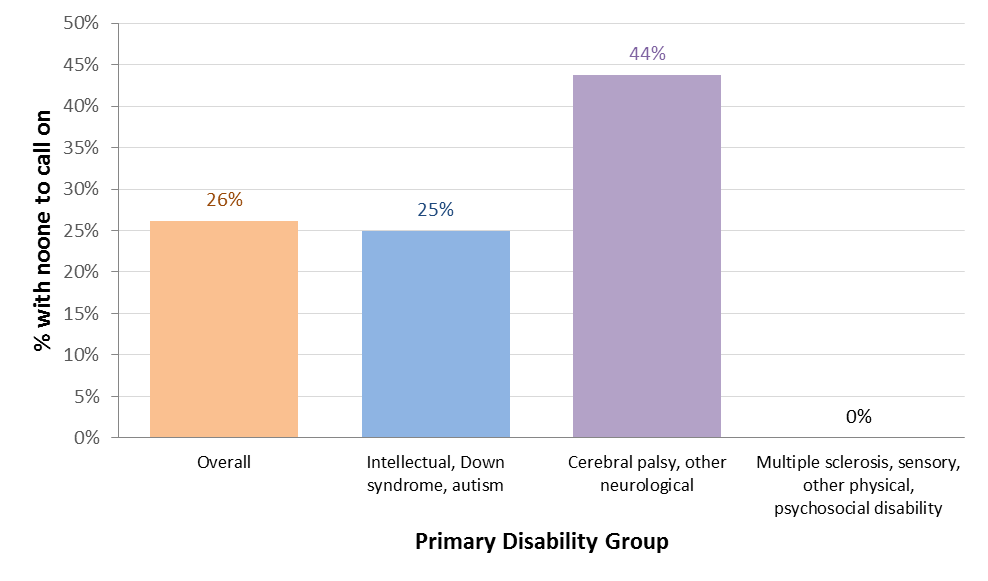 50%
45%
40%
35%
30%
25%
20%
15%
10%
5%
0%
% with noone to call on
26%
25%
44%
0%
Overall
Intellectual, Down
syndrome, autism
Cerebral palsy, other
neurological
Multiple sclerosis, sensory,
other physical,
psychosocial disability
Primary Disability Group